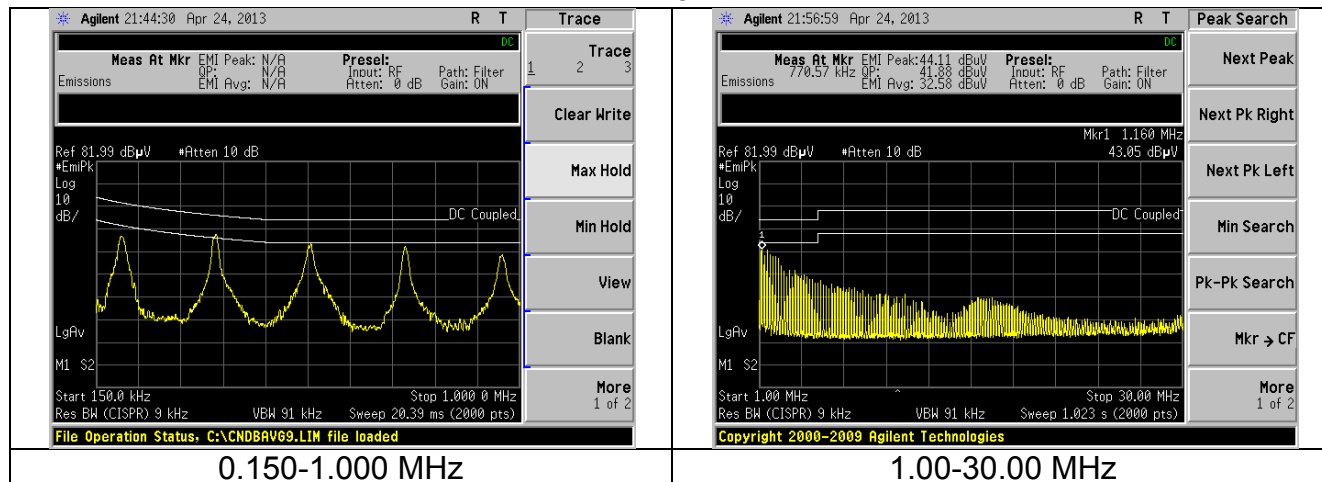 Agilent 21:44:30 Apr 24, 2013 R T
Trace
DC
Meas At Mkr EMI Peak: N/A Presel:
QP: N/A Input: RF Path: Filter
Emissions EMI Avg: N/A Atten: 0 dB Gain: ON
Ref 81.99 dBµV #Atten 10 dB
#EmiPk
Log
10
dB/
DC Coupled
LgAv
M1 S2
Start 150.0 kHz Stop 1.000 0 MHz
Res BW (CISPR) 9 kHz VBW 91 kHz Sweep 20.39 ms (2000 pts)
File Operation Status, C:\CNDBAVG9.LIM file loaded
Trace
1 2 3
Clear Write
Max Hold
Min Hold
View
Blank
More
1 of 2
0.150-1.000 MHz
Agilent 21:56:59 Apr 24, 2013 R T
Peak Search
DC
Meas At Mkr EMI Peak:44.11 dBuV Presel:
770.57 kHz QP: 41.88 dBuV Input: RF Path: Filter
Emissions EMI Avg: 32.58 dBuV Atten: 0 dB Gain: ON
Mkr1 1.160 MHz
Ref 81.99 dBµV #Atten 10 dB 43.05 dBµV
#EmiPk
Log
10
dB/
DC Coupled
1
LgAv
M1 S2
Start 1.00 MHz Stop 30.00 MHz
Res BW (CISPR) 9 kHz VBW 91 kHz Sweep 1.023 s (2000 pts)
Copyright 2000-2009 Agilent Technologies
Next Peak
Next Pk Right
Next Pk Left
Min Search
Pk-Pk Search
Mkr → CF
More
1 of 2
1.00-30.00 MHz